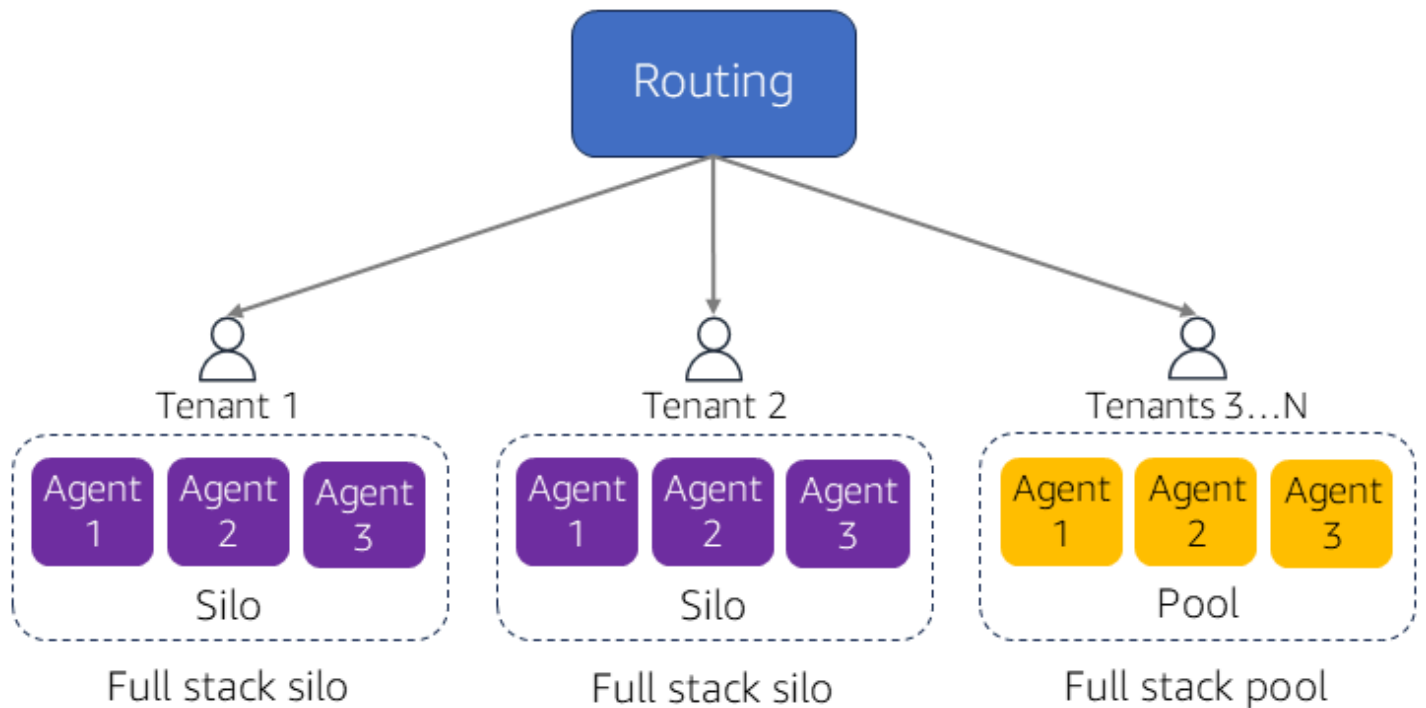 Routing
Tenant 1
Tenant 2
Tenants 3...N
Agent
1
Agent
2
Agent
3
Silo
Agent
1
Agent
2
Agent
3
Silo
Agent
1
Agent
2
Agent
3
Pool
Full stack silo
Full stack silo
Full stack pool